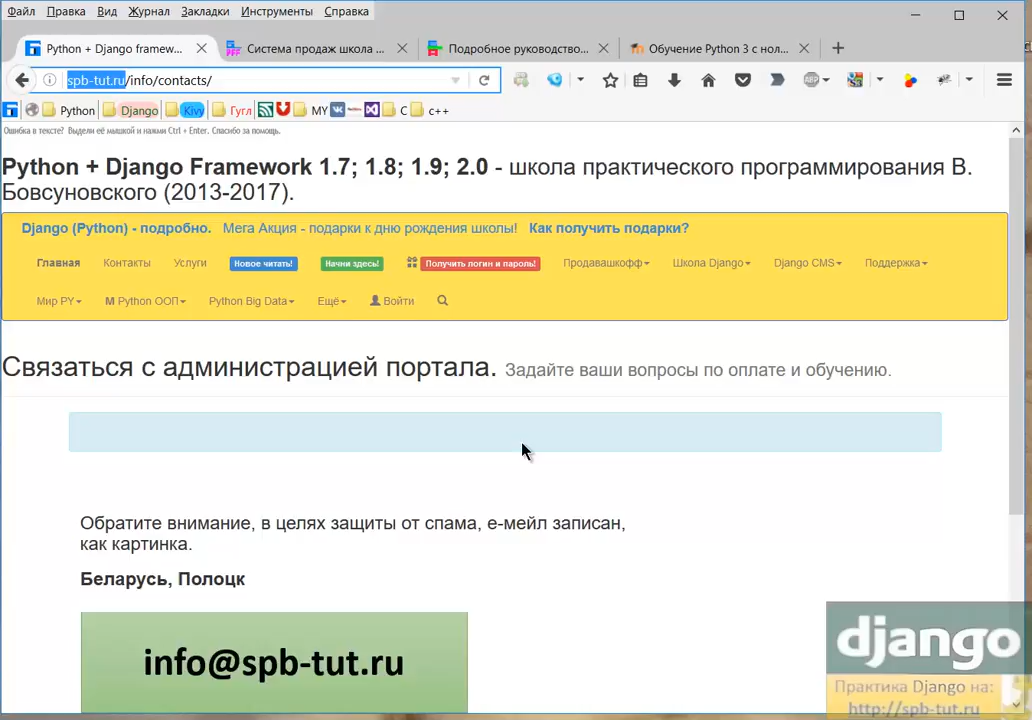 Файл Правка Вид Журнал Закладки Инструменты Справка
Python + Django framew... Система продаж школа ... Подробное руководство... Обучение Python 3 с нол...
spb-tut.ru/info/contacts/
ABP
Python Django Kivy Гугл MY C c++
Ошибка в тексте? Выдели её мышкой и нажми Ctrl + Enter. Спасибо за помощь.
Python + Django Framework 1.7; 1.8; 1.9; 2.0 - школа практического программирования В.
Бовсуновского (2013-2017).
Django (Python) - подробно. Мега Акция - подарки к дню рождения школы! Как получить подарки?
Главная Контакты Услуги Новое читать! Начни здесь! Получить логин и пароль! Продавашкофф Школа Django Django CMS Поддержка
Мир PY M Python ООП Python Big Data Ещё Войти
Связаться с администрацией портала. Задайте ваши вопросы по оплате и обучению.
Обратите внимание, в целях защиты от спама, е-мейл записан,
как картинка.
Беларусь, Полоцк
info@spb-tut.ru
django
Практика Django на:
http://spb-tut.ru